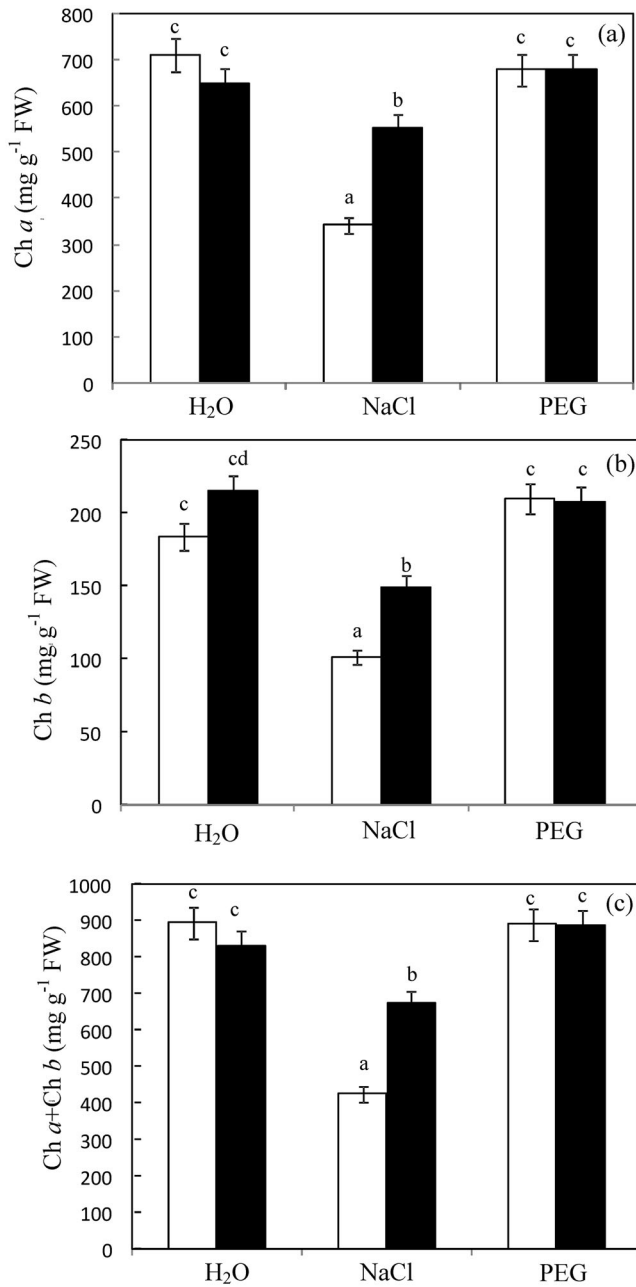 (a)
Ch a (mg g⁻¹ FW)
800
700
600
500
400
300
200
100
0
c c a b c c
H₂O NaCl PEG
(b)
Ch b (mg g⁻¹ FW)
250
200
150
100
50
0
c cd a b c c
H₂O NaCl PEG
(c)
Ch a+Ch b (mg g⁻¹ FW)
1000
900
800
700
600
500
400
300
200
100
0
c c a b c c
H₂O NaCl PEG